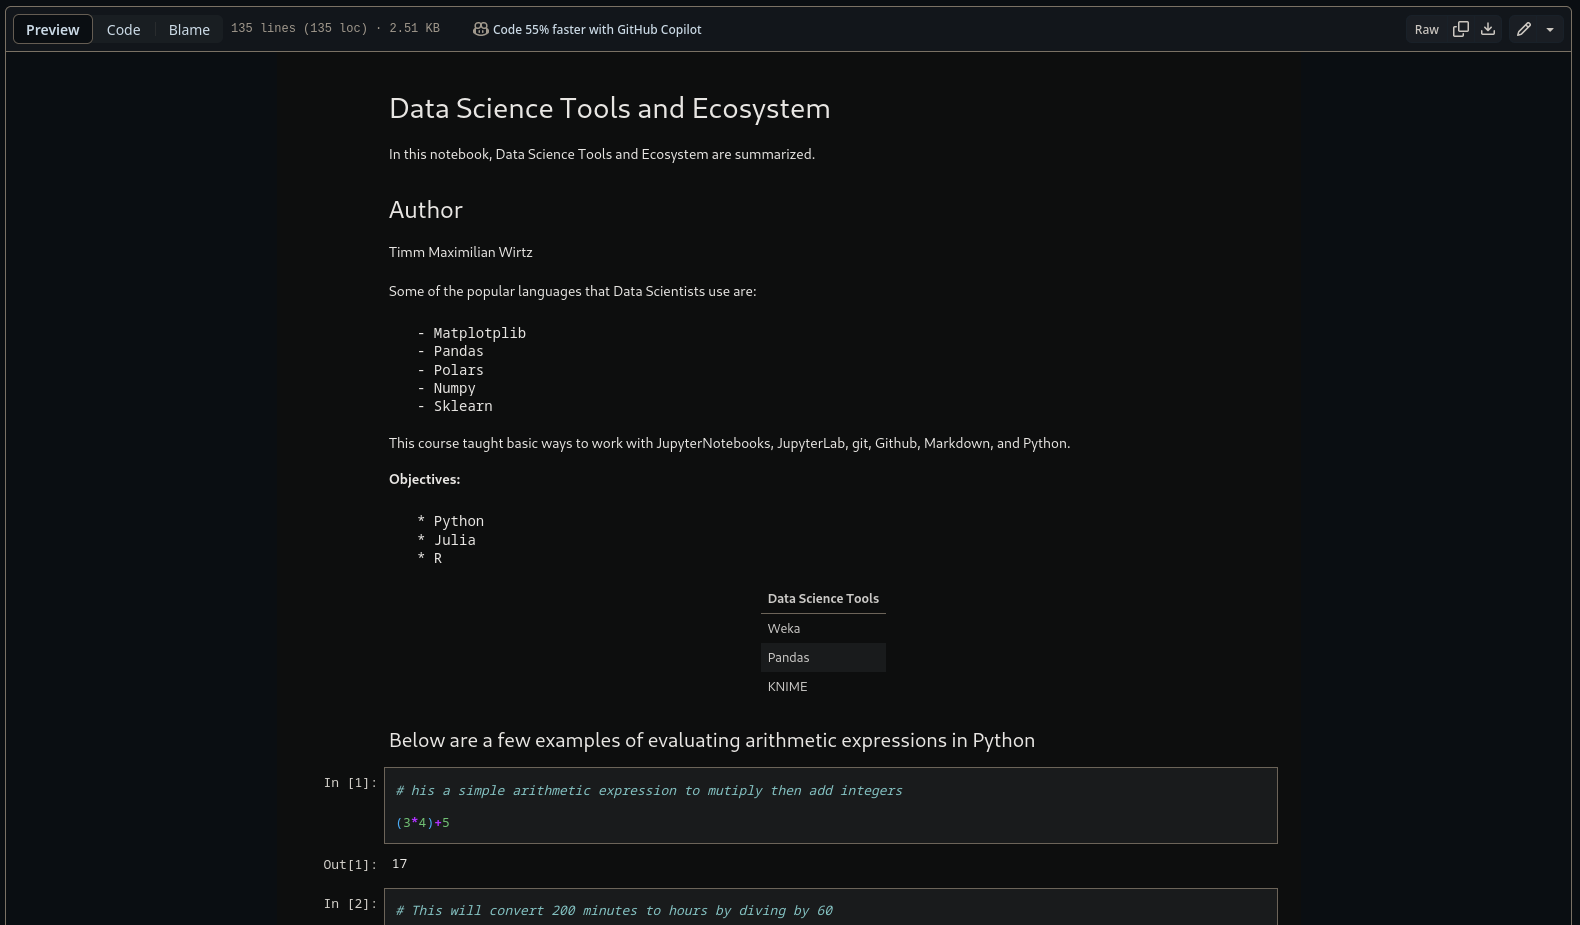 Preview Code Blame 135 lines (135 loc) · 2.51 KB Code 55% faster with GitHub Copilot Raw
Data Science Tools and Ecosystem
In this notebook, Data Science Tools and Ecosystem are summarized.
Author
Timm Maximilian Wirtz
Some of the popular languages that Data Scientists use are:
- Matplotplib
- Pandas
- Polars
- Numpy
- Sklearn
This course taught basic ways to work with JupyterNotebooks, JupyterLab, git, Github, Markdown, and Python.
Objectives:
* Python
* Julia
* R
Data Science Tools
Weka
Pandas
KNIME
Below are a few examples of evaluating arithmetic expressions in Python
In [1]:
# his a simple arithmetic expression to mutiply then add integers
(3*4)+5
Out[1]: 17
In [2]:
# This will convert 200 minutes to hours by diving by 60